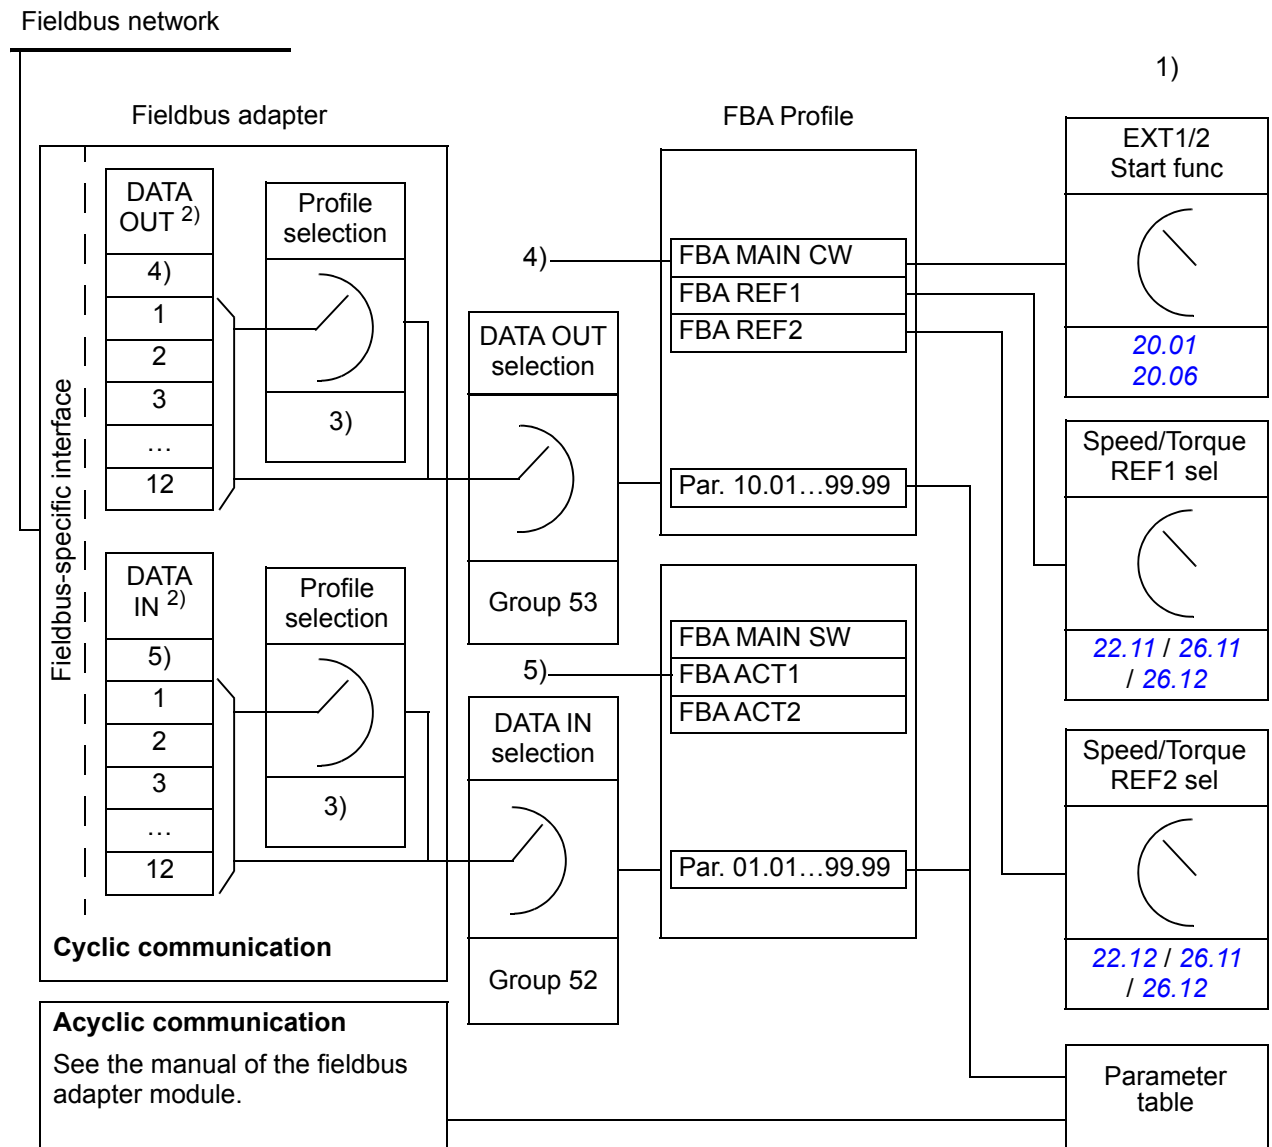 Fieldbus network
1)
Fieldbus adapter
FBA Profile
Fieldbus-specific interface
DATA
OUT 2)
4)
1
2
3
…
12
Profile
selection
3)
DATA
IN 2)
5)
1
2
3
…
12
Profile
selection
3)
Cyclic communication
DATA OUT
selection
Group 53
DATA IN
selection
Group 52
4)
FBA MAIN CW
FBA REF1
FBA REF2
Par. 10.01…99.99
5)
FBA MAIN SW
FBA ACT1
FBA ACT2
Par. 01.01…99.99
EXT1/2
Start func
20.01
20.06
Speed/Torque
REF1 sel
22.11 / 26.11
/ 26.12
Speed/Torque
REF2 sel
22.12 / 26.11
/ 26.12
Acyclic communication
See the manual of the fieldbus
adapter module.
Parameter
table